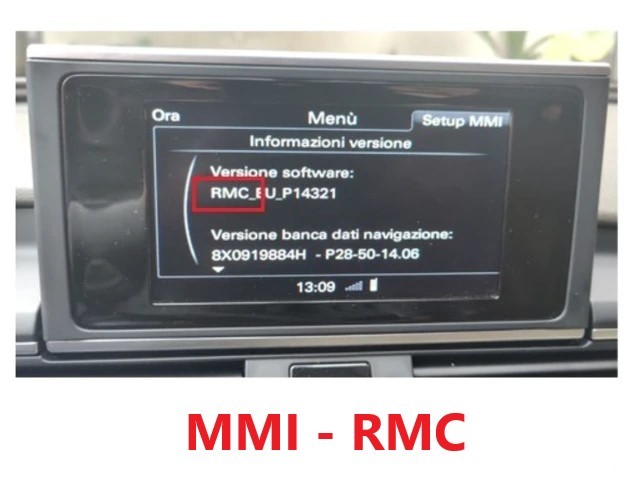 Ora Menù Setup MMI
Informazioni versione
Versione software:
RMC_EU_P14321
Versione banca dati navigazione:
8X0919884H - P28-50-14.06
13:09
MMI - RMC